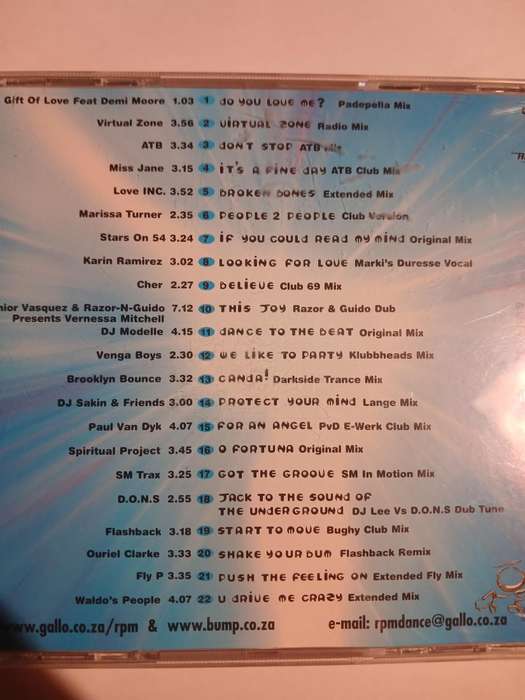 Gift Of Love Feat Demi Moore 1.03 1 DO YOU LOVE ME? Padepella Mix
Virtual Zone 3.56 2 VIRTUAL ZONE Radio Mix
ATB 3.34 3 DONT STOP ATB
Miss Jane 3.15 4 IT'S A FINE DAY ATB Club Mix
Love INC. 3.52 5 BROKEN BONES Extended Mix
Marissa Turner 2.35 6 PEOPLE 2 PEOPLE Club Version
Stars On 54 3.24 7 IF YOU COULD READ MY MIND Original Mix
Karin Ramirez 3.02 8 LOOKING FOR LOVE Marki's Duresse Vocal
Cher 2.27 9 BELIEVE Club 69 Mix
nior Vasquez & Razor-N-Guido 7.12 10 THIS JOY Razor & Guido Dub
Presents Vernessa Mitchell
DJ Modelle 4.15 11 DANCE TO THE BEAT Original Mix
Venga Boys 2.30 12 WE LIKE TO PARTY Klubbheads Mix
Brooklyn Bounce 3.32 13 CANDA! Darkside Trance Mix
DJ Sakin & Friends 3.00 14 PROTECT YOUR MIND Lange Mix
Paul Van Dyk 4.07 15 FOR AN ANGEL PvD E-Werk Club Mix
Spiritual Project 3.45 16 O FORTUNA Original Mix
SM Trax 3.25 17 GOT THE GROOVE SM In Motion Mix
D.O.N.S 2.55 18 JACK TO THE SOUND OF
THE UNDERGROUND DJ Lee Vs D.O.N.S Dub Tune
Flashback 3.18 19 START TO MOVE Bughy Club Mix
Ouriel Clarke 3.33 20 SHAKE YOUR BUM Flashback Remix
Fly P 3.35 21 PUSH THE FEELING ON Extended Fly Mix
Waldo's People 4.07 22 U DRIVE ME CRAZY Extended Mix
www.gallo.co.za/rpm & www.bump.co.za e-mail: rpmdance@gallo.co.za